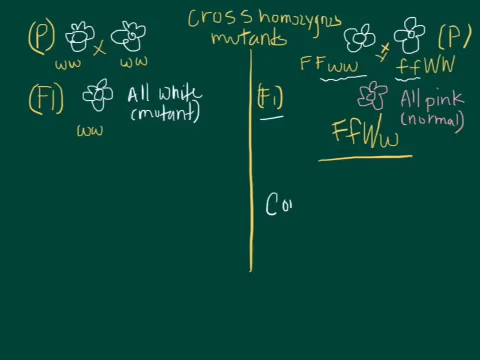 Cross homozygous
mutants
(P) x
ww ww
(F1) All white
(mutant)
ww
x (P)
FFww ffWW
(F1) All pink
(normal)
FfWw
Co